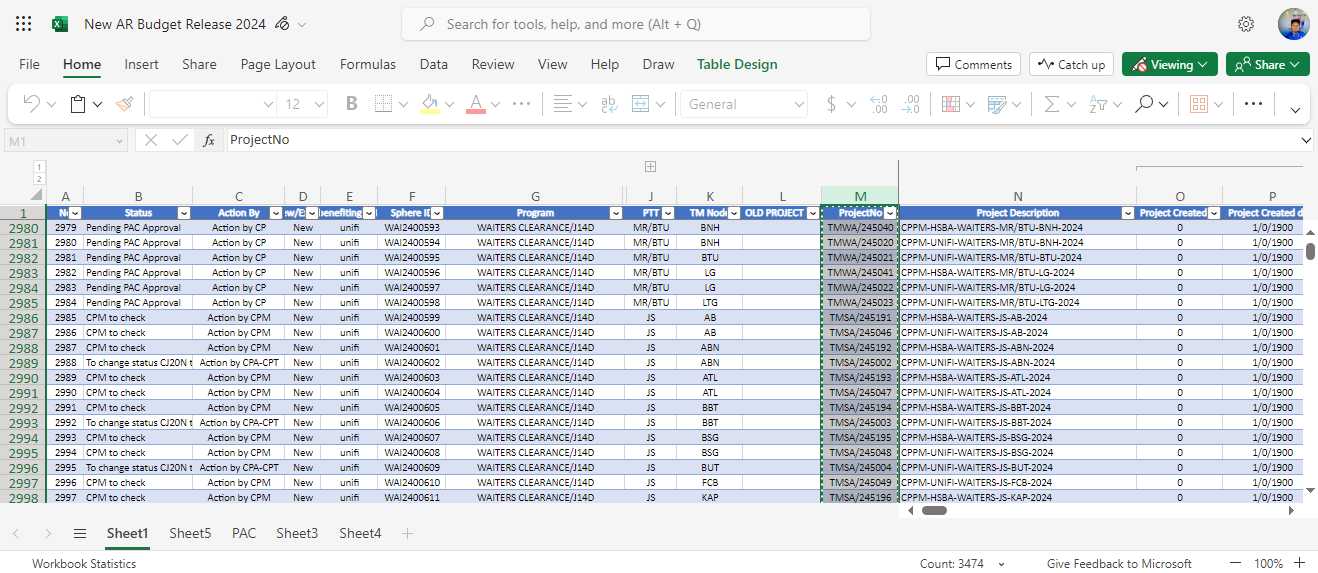 New AR Budget Release 2024
Search for tools, help, and more (Alt + Q)
File Home Insert Share Page Layout Formulas Data Review View Help Draw Table Design Comments Catch up Viewing Share
12 B A ab General $ .00 .00
M1 fx ProjectNo
1
2
A B C D E F G J K L M N O P
1 Status Action By Sphere ID Program PTT TM Node OLD PROJECT ProjectNo Project Description Project Created Project Created d
2980 2979 Pending PAC Approval Action by CP New unifi WAI2400593 WAITERS CLEARANCE/J14D MR/BTU BNH TMWA/245040 CPPM-HSBA-WAITERS-MR/BTU-BNH-2024 0 1/0/1900
2981 2980 Pending PAC Approval Action by CP New unifi WAI2400594 WAITERS CLEARANCE/J14D MR/BTU BNH TMWA/245020 CPPM-UNIFI-WAITERS-MR/BTU-BNH-2024 0 1/0/1900
2982 2981 Pending PAC Approval Action by CP New unifi WAI2400595 WAITERS CLEARANCE/J14D MR/BTU BTU TMWA/245021 CPPM-UNIFI-WAITERS-MR/BTU-BTU-2024 0 1/0/1900
2983 2982 Pending PAC Approval Action by CP New unifi WAI2400596 WAITERS CLEARANCE/J14D MR/BTU LG TMWA/245041 CPPM-HSBA-WAITERS-MR/BTU-LG-2024 0 1/0/1900
2984 2983 Pending PAC Approval Action by CP New unifi WAI2400597 WAITERS CLEARANCE/J14D MR/BTU LG TMWA/245022 CPPM-UNIFI-WAITERS-MR/BTU-LG-2024 0 1/0/1900
2985 2984 Pending PAC Approval Action by CP New unifi WAI2400598 WAITERS CLEARANCE/J14D MR/BTU LTG TMWA/245023 CPPM-UNIFI-WAITERS-MR/BTU-LTG-2024 0 1/0/1900
2986 2985 CPM to check Action by CPM New unifi WAI2400599 WAITERS CLEARANCE/J14D JS AB TMSA/245191 CPPM-HSBA-WAITERS-JS-AB-2024 0 1/0/1900
2987 2986 CPM to check Action by CPM New unifi WAI2400600 WAITERS CLEARANCE/J14D JS AB TMSA/245046 CPPM-UNIFI-WAITERS-JS-AB-2024 0 1/0/1900
2988 2987 CPM to check Action by CPM New unifi WAI2400601 WAITERS CLEARANCE/J14D JS ABN TMSA/245192 CPPM-HSBA-WAITERS-JS-ABN-2024 0 1/0/1900
2989 2988 To change status CJ20N t Action by CPA-CPT New unifi WAI2400602 WAITERS CLEARANCE/J14D JS ABN TMSA/245002 CPPM-UNIFI-WAITERS-JS-ABN-2024 0 1/0/1900
2990 2989 CPM to check Action by CPM New unifi WAI2400603 WAITERS CLEARANCE/J14D JS ATL TMSA/245193 CPPM-HSBA-WAITERS-JS-ATL-2024 0 1/0/1900
2991 2990 CPM to check Action by CPM New unifi WAI2400604 WAITERS CLEARANCE/J14D JS ATL TMSA/245047 CPPM-UNIFI-WAITERS-JS-ATL-2024 0 1/0/1900
2992 2991 CPM to check Action by CPM New unifi WAI2400605 WAITERS CLEARANCE/J14D JS BBT TMSA/245194 CPPM-HSBA-WAITERS-JS-BBT-2024 0 1/0/1900
2993 2992 To change status CJ20N t Action by CPA-CPT New unifi WAI2400606 WAITERS CLEARANCE/J14D JS BBT TMSA/245003 CPPM-UNIFI-WAITERS-JS-BBT-2024 0 1/0/1900
2994 2993 CPM to check Action by CPM New unifi WAI2400607 WAITERS CLEARANCE/J14D JS BSG TMSA/245195 CPPM-HSBA-WAITERS-JS-BSG-2024 0 1/0/1900
2995 2994 CPM to check Action by CPM New unifi WAI2400608 WAITERS CLEARANCE/J14D JS BSG TMSA/245048 CPPM-UNIFI-WAITERS-JS-BSG-2024 0 1/0/1900
2996 2995 To change status CJ20N t Action by CPA-CPT New unifi WAI2400609 WAITERS CLEARANCE/J14D JS BUT TMSA/245004 CPPM-UNIFI-WAITERS-JS-BUT-2024 0 1/0/1900
2997 2996 CPM to check Action by CPM New unifi WAI2400610 WAITERS CLEARANCE/J14D JS FCB TMSA/245049 CPPM-UNIFI-WAITERS-JS-FCB-2024 0 1/0/1900
2998 2997 CPM to check Action by CPM New unifi WAI2400611 WAITERS CLEARANCE/J14D JS KAP TMSA/245196 CPPM-HSBA-WAITERS-JS-KAP-2024 0 1/0/1900
Sheet1 Sheet5 PAC Sheet3 Sheet4
Workbook Statistics Count: 3474 Give Feedback to Microsoft 100%